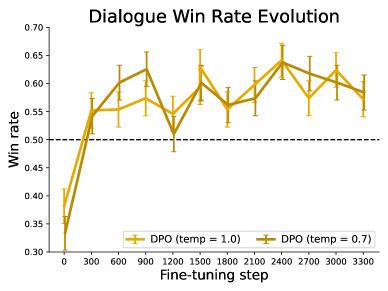 Dialogue Win Rate Evolution
0.70
0.65
0.60
0.55
0.50
0.45
0.40
0.35
0.30
Win rate
0 300 600 900 1200 1500 1800 2100 2400 2700 3000 3300
Fine-tuning step
DPO (temp = 1.0) DPO (temp = 0.7)